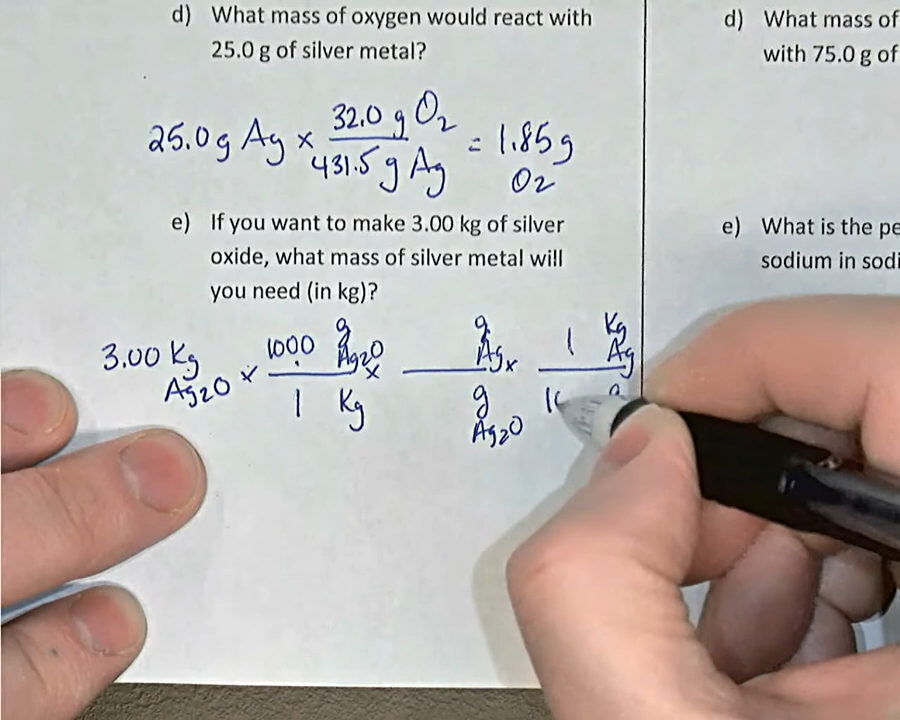 d) What mass of oxygen would react with
25.0 g of silver metal?
25.0 g Ag x 32.0 g O2 / 431.5 g Ag = 1.85 g O2
e) If you want to make 3.00 kg of silver
oxide, what mass of silver metal will
you need (in kg)?
3.00 Kg Ag2O x 1000 g Ag2O / 1 Kg x g Ag / g Ag2O x 1 Kg Ag / g
d) What mass of
with 75.0 g of
e) What is the
sodium in